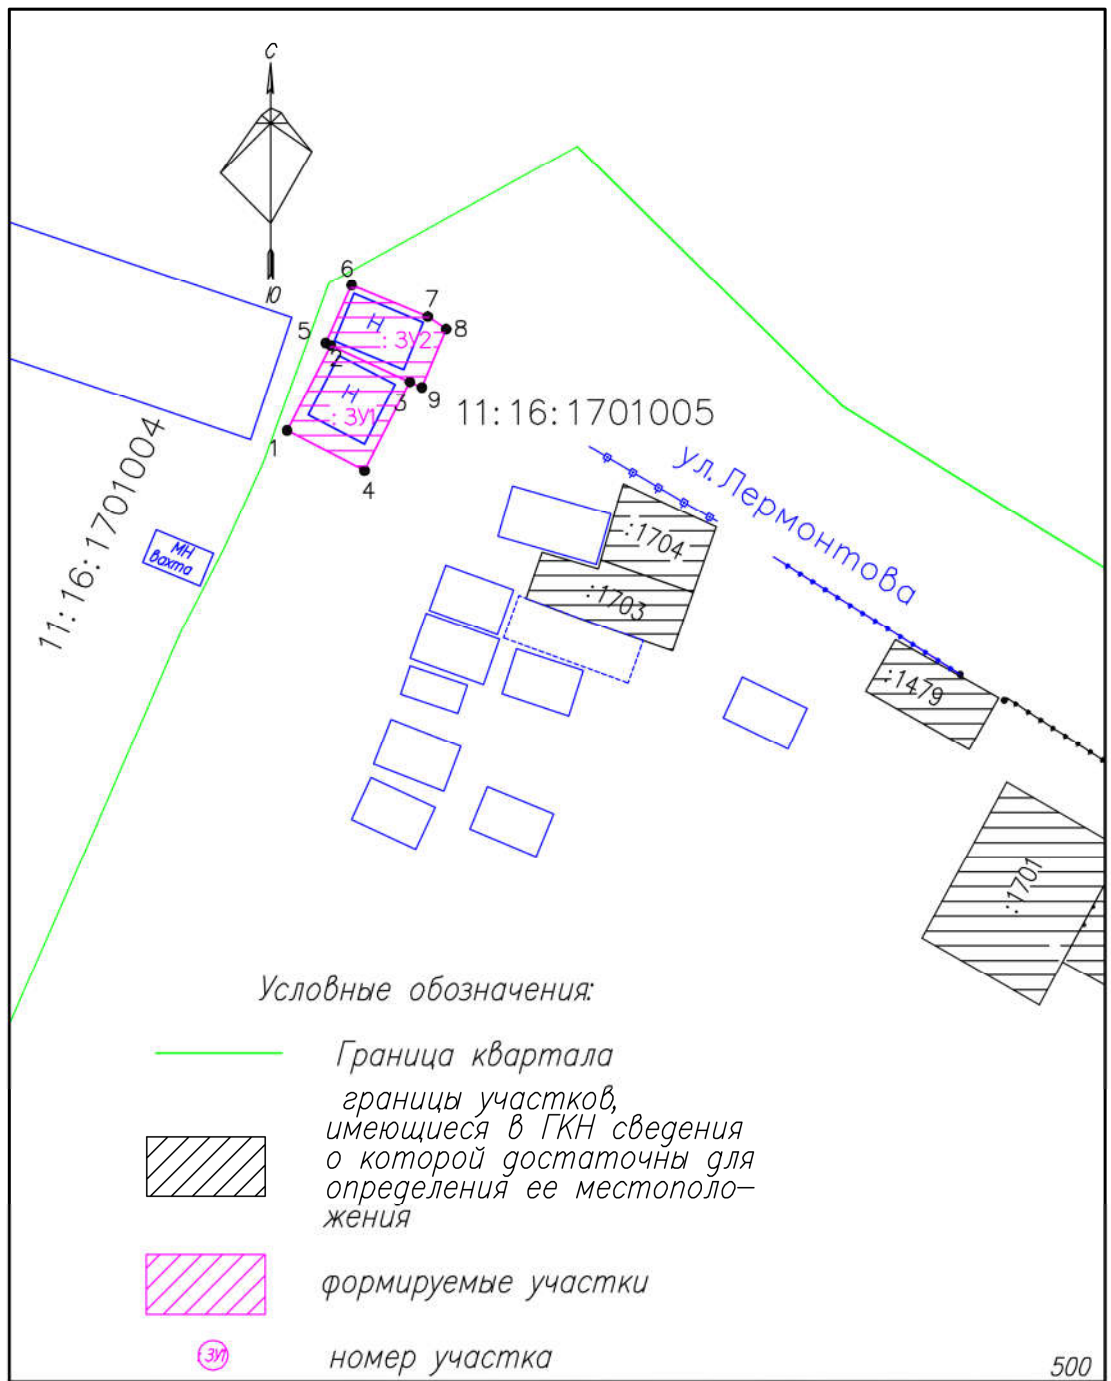 С
Ю
6
7
8
5
2
3
9
1
4
Н
:ЗУ2
Н
:ЗУ1
11:16:1701005
11:16:1701004
ул.Лермонтова
МН
вахта
:1704
:1703
:1479
:1701
Условные обозначения:
Граница квартала
границы участков,
имеющиеся в ГКН сведения
о которой достаточны для
определения ее местополо-
жения
формируемые участки
:ЗУ1
номер участка
500